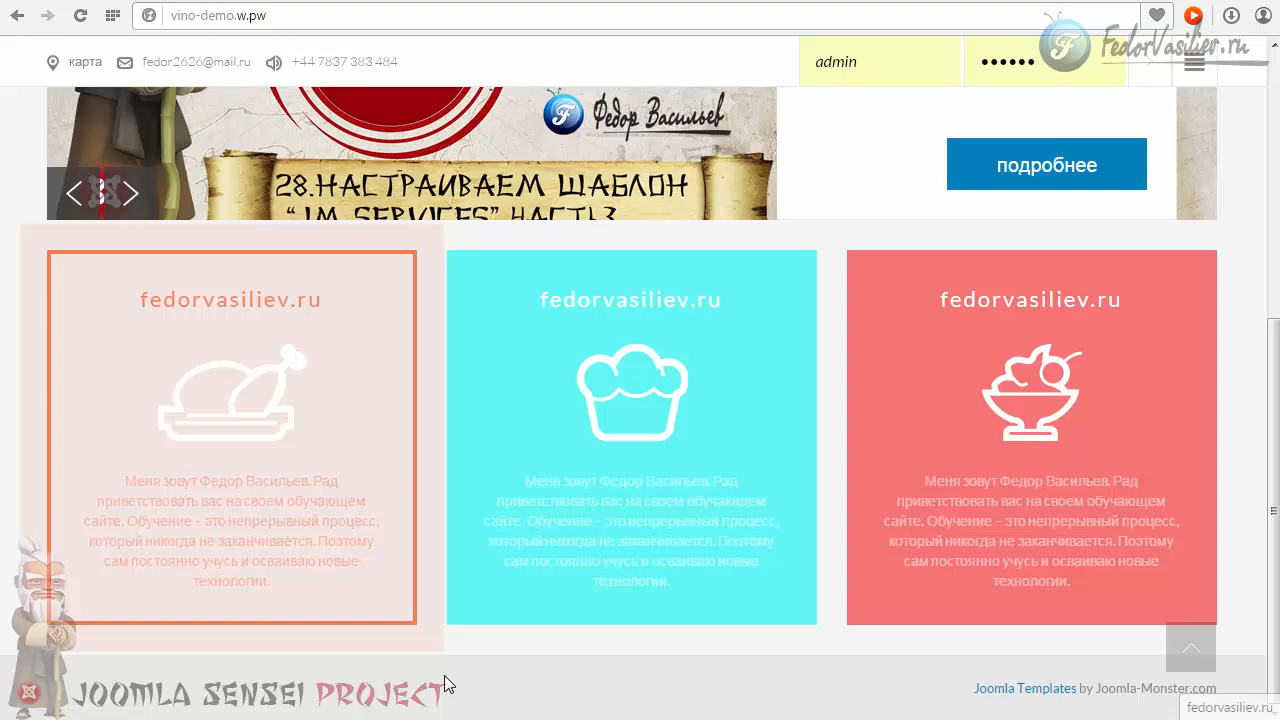 vino-demo.w.pw
FedorVasiliev.ru
карта
fedor2626@mail.ru
+44 7837 383 484
admin
Федор Васильев
28.НАСТРАИВАЕМ ШАБЛОН
"JM SERVICES" ЧАСТЬ3
подробнее
fedorvasiliev.ru
Меня зовут Федор Васильев. Рад
приветствовать вас на своем обучающем
сайте. Обучение – это непрерывный процесс,
который никогда не заканчивается. Поэтому
сам постоянно учусь и осваиваю новые
технологии.
fedorvasiliev.ru
Меня зовут Федор Васильев. Рад
приветствовать вас на своем обучающем
сайте. Обучение – это непрерывный процесс,
который никогда не заканчивается. Поэтому
сам постоянно учусь и осваиваю новые
технологии.
fedorvasiliev.ru
Меня зовут Федор Васильев. Рад
приветствовать вас на своем обучающем
сайте. Обучение – это непрерывный процесс,
который никогда не заканчивается. Поэтому
сам постоянно учусь и осваиваю новые
технологии.
JOOMLA SENSEI PROJECT
Joomla Templates by Joomla-Monster.com
fedorvasiliev.ru